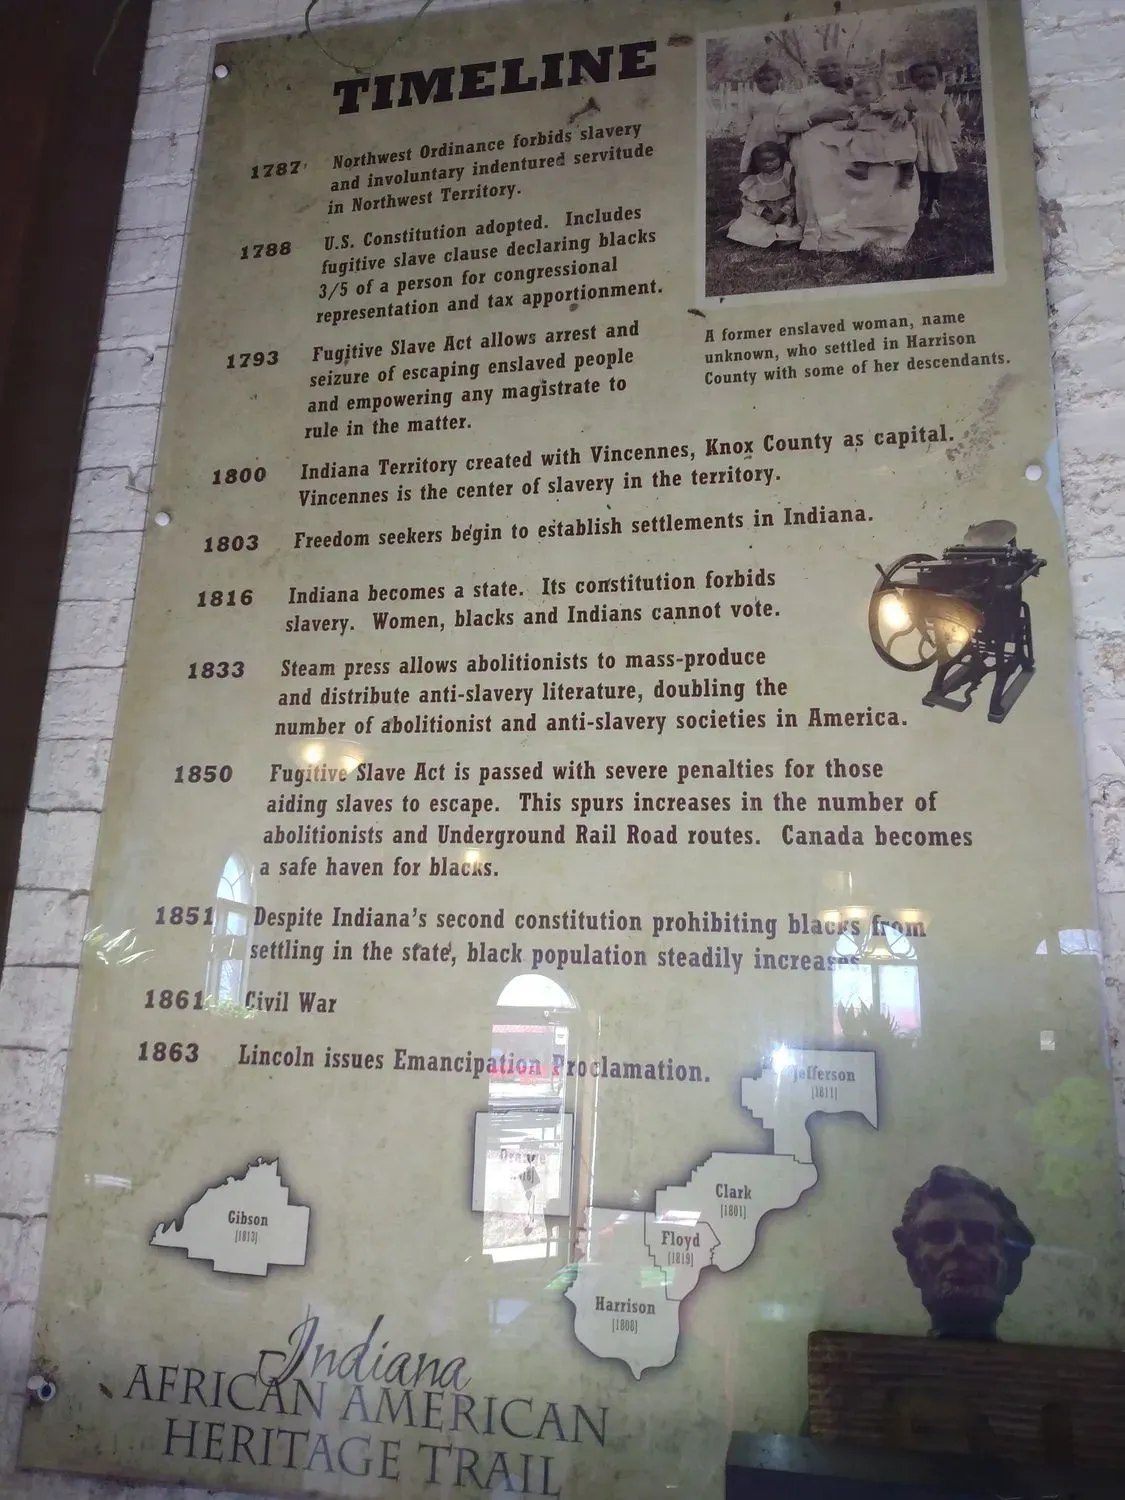 TIMELINE
1787 Northwest Ordinance forbids slavery
and involuntary indentured servitude
in Northwest Territory.
1788 U.S. Constitution adopted. Includes
fugitive slave clause declaring blacks
3/5 of a person for congressional
representation and tax apportionment.
1793 Fugitive Slave Act allows arrest and
seizure of escaping enslaved people
and empowering any magistrate to
rule in the matter.
A former enslaved woman, name
unknown, who settled in Harrison
County with some of her descendants.
1800 Indiana Territory created with Vincennes, Knox County as capital.
Vincennes is the center of slavery in the territory.
1803 Freedom seekers begin to establish settlements in Indiana.
1816 Indiana becomes a state. Its constitution forbids
slavery. Women, blacks and Indians cannot vote.
1833 Steam press allows abolitionists to mass-produce
and distribute anti-slavery literature, doubling the
number of abolitionist and anti-slavery societies in America.
1850 Fugitive Slave Act is passed with severe penalties for those
aiding slaves to escape. This spurs increases in the number of
abolitionists and Underground Rail Road routes. Canada becomes
a safe haven for blacks.
1851 Despite Indiana's second constitution prohibiting blacks from
settling in the state, black population steadily increases
1861 Civil War
1863 Lincoln issues Emancipation Proclamation.
Jefferson
[1811]
Orange
Clark
[1801]
Gibson
[1813]
Floyd
[1819]
Harrison
[1808]
Indiana
AFRICAN AMERICAN
HERITAGE TRAIL